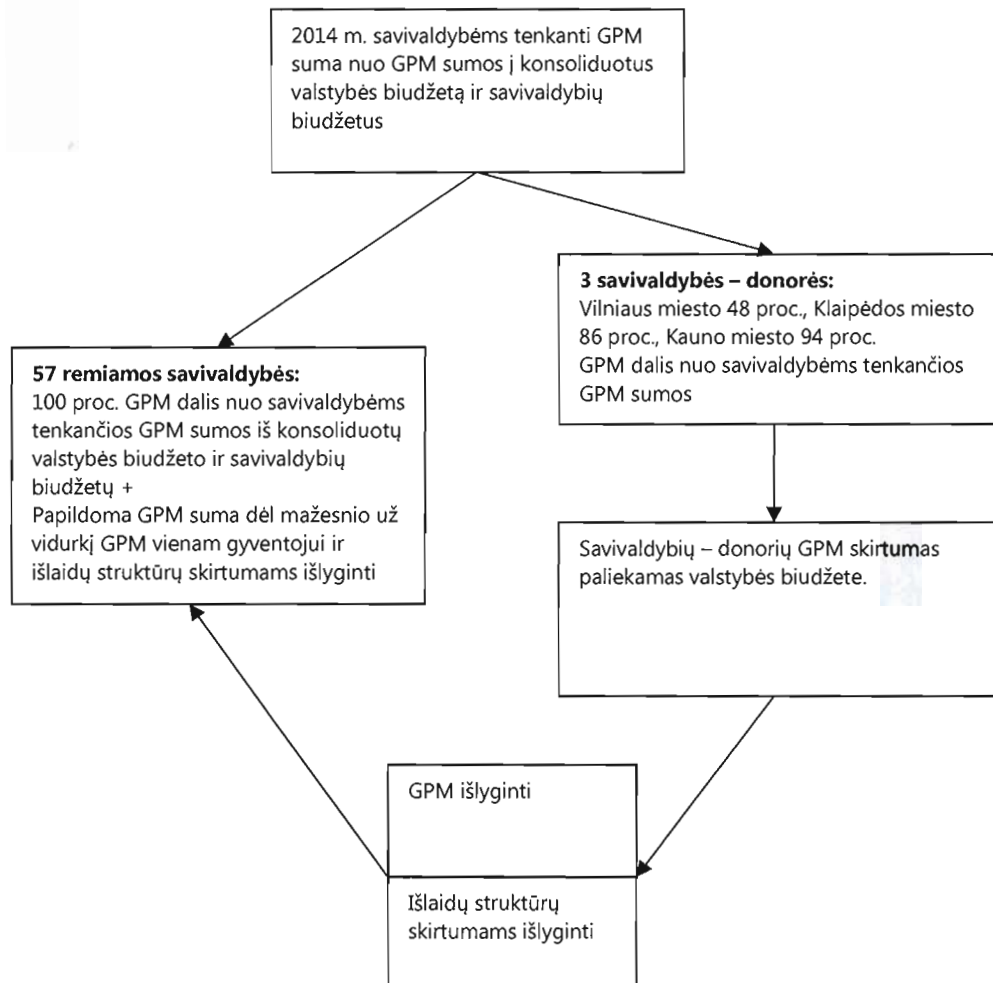 2014 m. savivaldybėms tenkanti GPM
suma nuo GPM sumos į konsoliduotus
valstybės biudžetą ir savivaldybių
biudžetus
3 savivaldybės – donorės:
Vilniaus miesto 48 proc., Klaipėdos miesto
86 proc., Kauno miesto 94 proc.
GPM dalis nuo savivaldybėms tenkančios
GPM sumos
57 remiamos savivaldybės:
100 proc. GPM dalis nuo savivaldybėms
tenkančios GPM sumos iš konsoliduotų
valstybės biudžeto ir savivaldybių
biudžetų +
Papildoma GPM suma dėl mažesnio už
vidurkį GPM vienam gyventojui ir
išlaidų struktūrų skirtumams išlyginti
Savivaldybių – donorių GPM skirtumas
paliekamas valstybės biudžete.
GPM išlyginti
Išlaidų struktūrų
skirtumams išlyginti